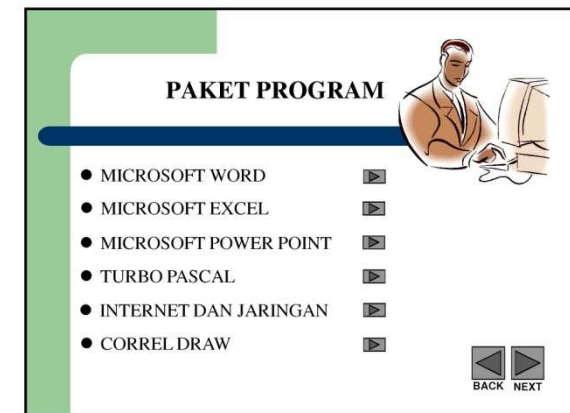 PAKET PROGRAM
● MICROSOFT WORD
● MICROSOFT EXCEL
● MICROSOFT POWER POINT
● TURBO PASCAL
● INTERNET DAN JARINGAN
● CORREL DRAW
BACK NEXT